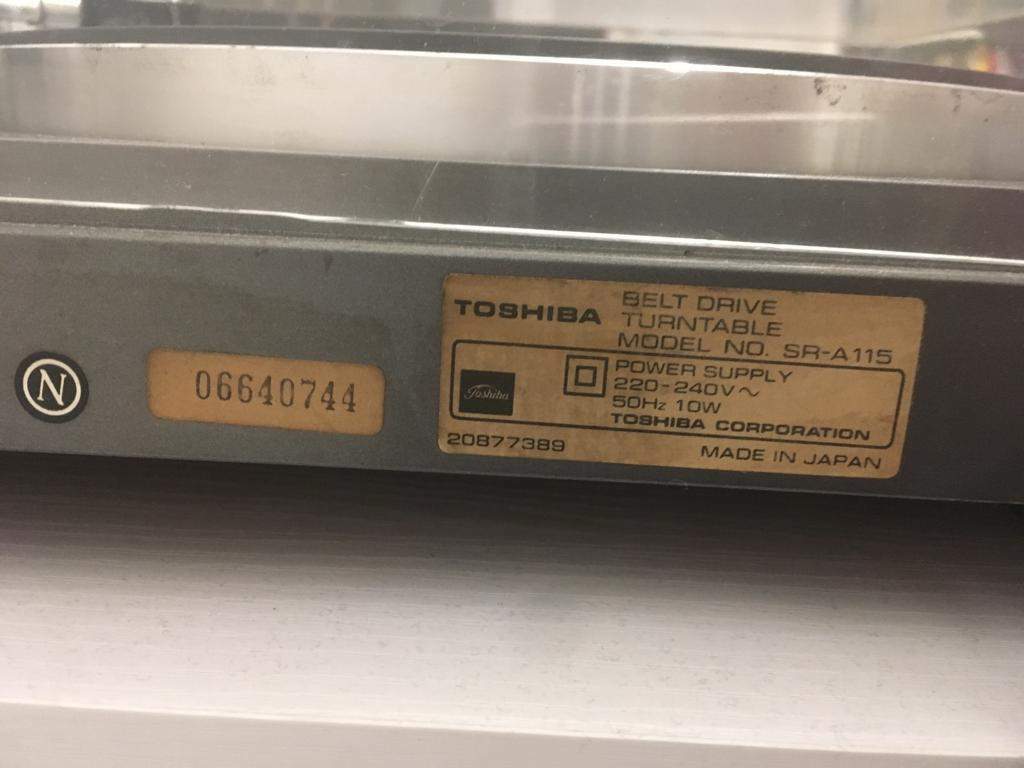 N
06640744
TOSHIBA
BELT DRIVE
TURNTABLE
MODEL NO. SR-A115
Toshiba
POWER SUPPLY
220-240V~
50Hz 10W
TOSHIBA CORPORATION
20877389
MADE IN JAPAN